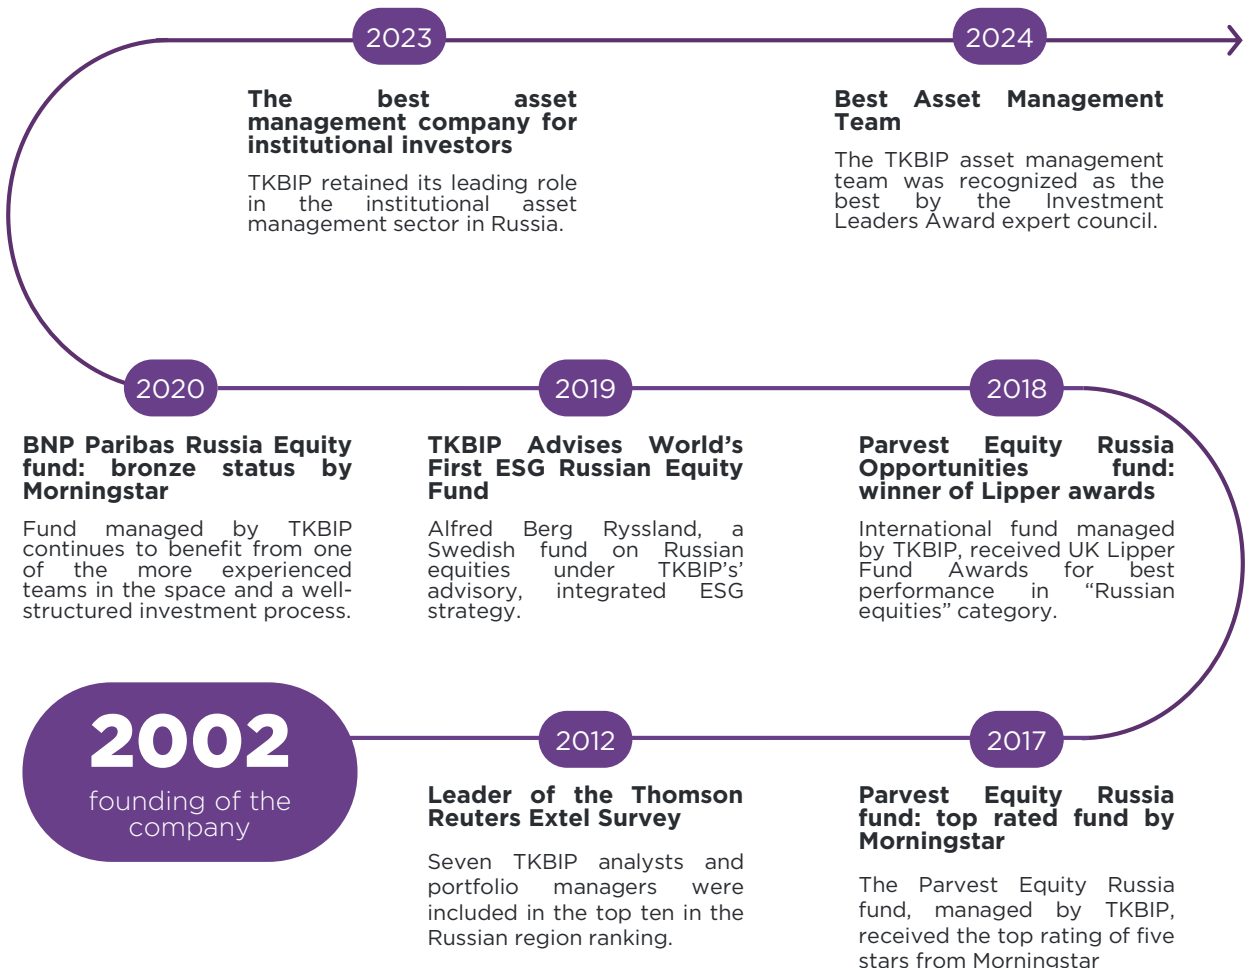 2023
The best asset
management company for
institutional investors
TKBIP retained its leading role
in the institutional asset
management sector in Russia.
2024
Best Asset Management
Team
The TKBIP asset management
team was recognized as the
best by the Investment
Leaders Award expert council.
2020
BNP Paribas Russia Equity
fund: bronze status by
Morningstar
Fund managed by TKBIP
continues to benefit from one
of the more experienced
teams in the space and a well-
structured investment process.
2019
TKBIP Advises World’s
First ESG Russian Equity
Fund
Alfred Berg Ryssland, a
Swedish fund on Russian
equities under TKBIP’s’
advisory, integrated ESG
strategy.
2018
Parvest Equity Russia
Opportunities fund:
winner of Lipper awards
International fund managed
by TKBIP, received UK Lipper
Fund Awards for best
performance in “Russian
equities” category.
2002
founding of the
company
2012
Leader of the Thomson
Reuters Extel Survey
Seven TKBIP analysts and
portfolio managers were
included in the top ten in the
Russian region ranking.
2017
Parvest Equity Russia
fund: top rated fund by
Morningstar
The Parvest Equity Russia
fund, managed by TKBIP,
received the top rating of five
stars from Morningstar